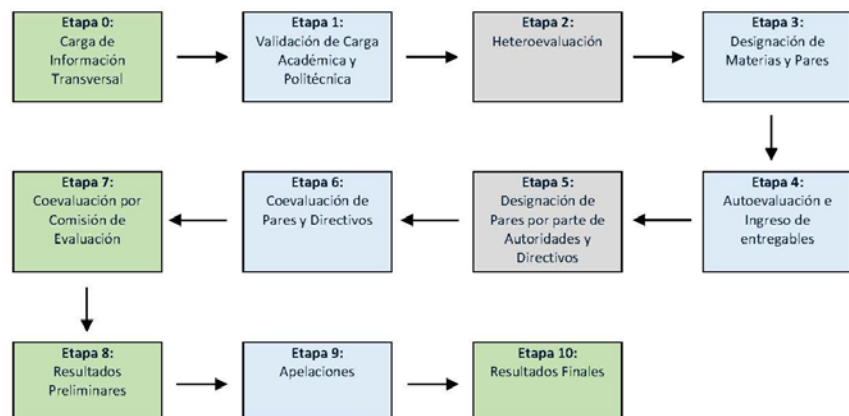 Etapa 0:
Carga de
Información
Transversal
Etapa 1:
Validación de Carga
Académica y
Politécnica
Etapa 2:
Heteroevaluación
Etapa 3:
Designación de
Materias y Pares
Etapa 4:
Autoevaluación e
Ingreso de
entregables
Etapa 5:
Designación de
Pares por parte de
Autoridades y
Directivos
Etapa 6:
Coevaluación de
Pares y Directivos
Etapa 7:
Coevaluación por
Comisión de
Evaluación
Etapa 8:
Resultados
Preliminares
Etapa 9:
Apelaciones
Etapa 10:
Resultados Finales